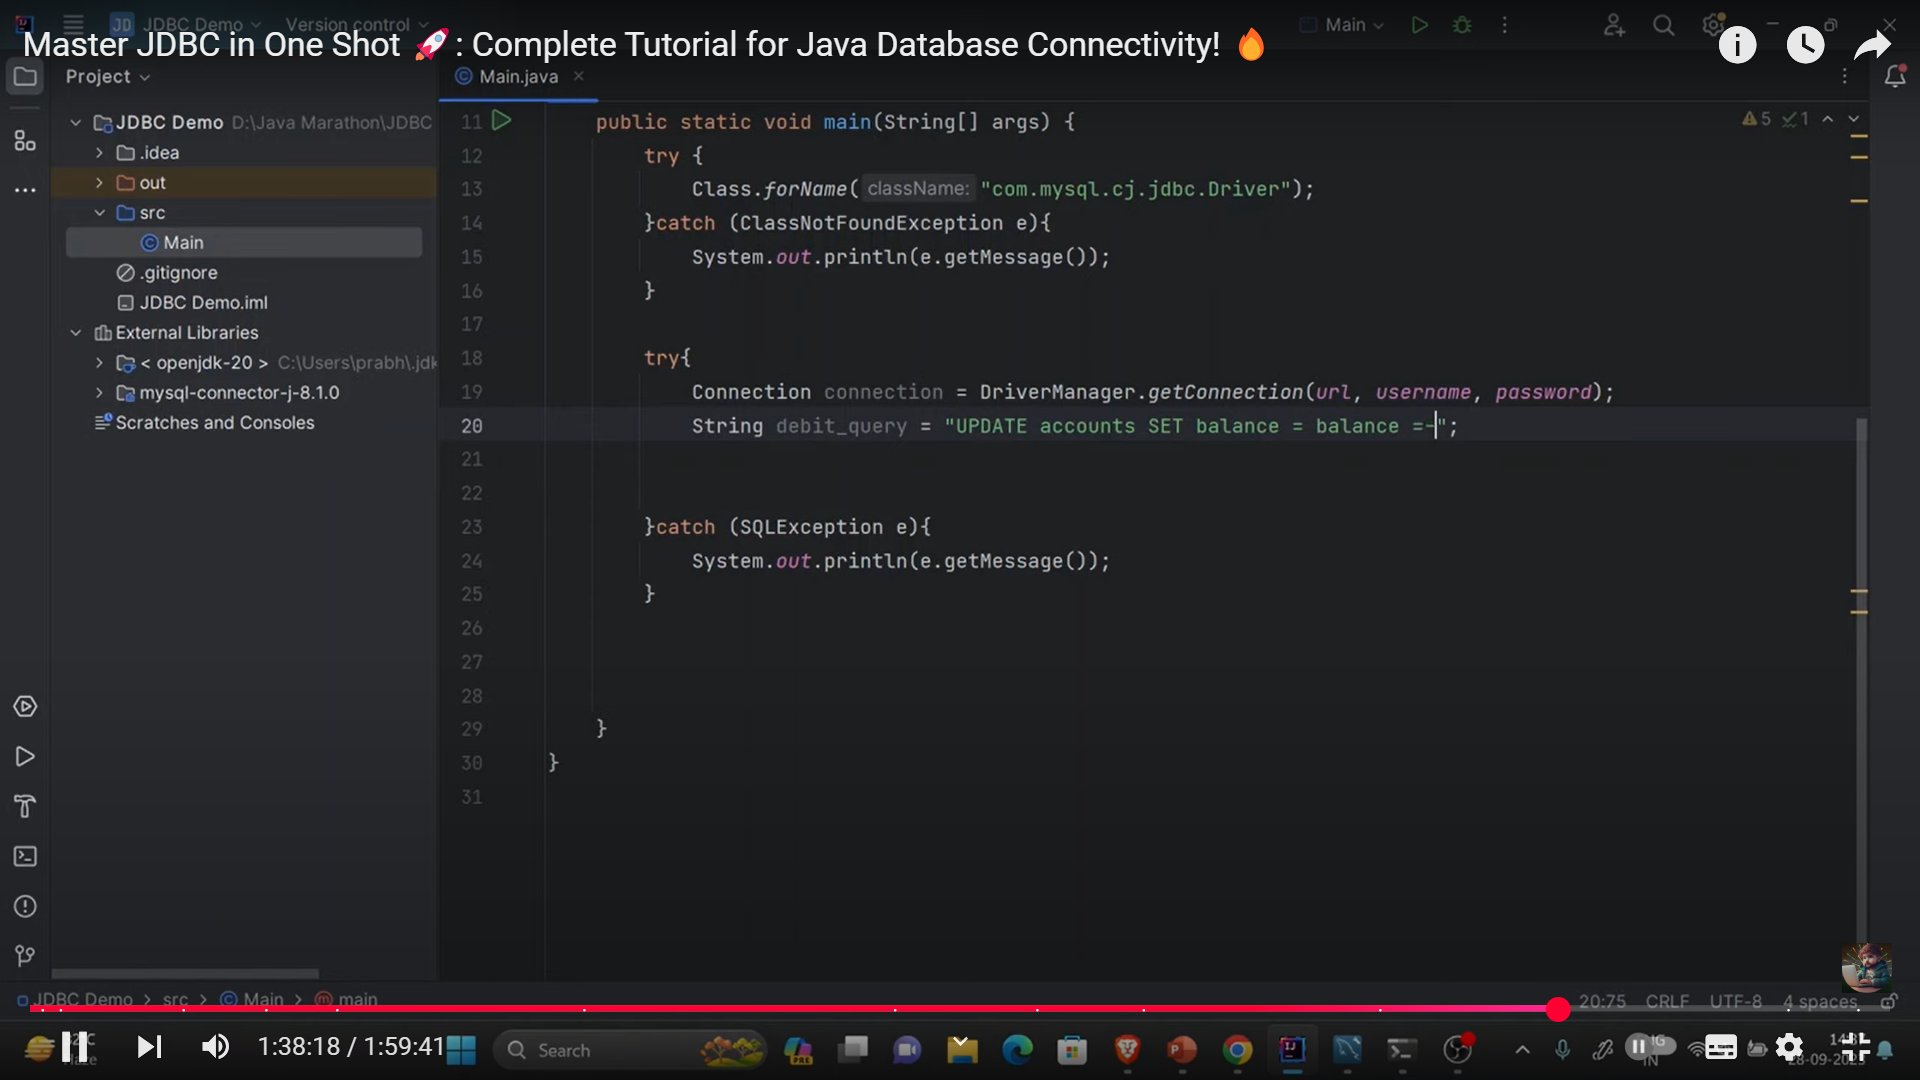 JD JDBC Demo Version control Main
Master JDBC in One Shot 🚀: Complete Tutorial for Java Database Connectivity! 🔥
Project
Main.java
JDBC Demo D:\Java Marathon\JDBC
.idea
out
src
Main
.gitignore
JDBC Demo.iml
External Libraries
< openjdk-20 > C:\Users\prabh\.jdk
mysql-connector-j-8.1.0
Scratches and Consoles
5 1
11 public static void main(String[] args) {
12 try {
13 Class.forName( className: "com.mysql.cj.jdbc.Driver");
14 }catch (ClassNotFoundException e){
15 System.out.println(e.getMessage());
16 }
17
18 try{
19 Connection connection = DriverManager.getConnection(url, username, password);
20 String debit_query = "UPDATE accounts SET balance = balance =-";
21
22
23 }catch (SQLException e){
24 System.out.println(e.getMessage());
25 }
26
27
28
29 }
30 }
31
JDBC Demo > src > Main > main
20:75 CRLF UTF-8 4 spaces
1:38:18 / 1:59:41
Search
PRE
IN